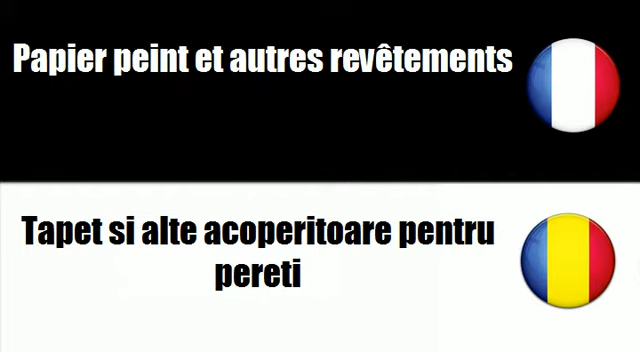 Papier peint et autres revêtements
Tapet si alte acoperitoare pentru
pereti